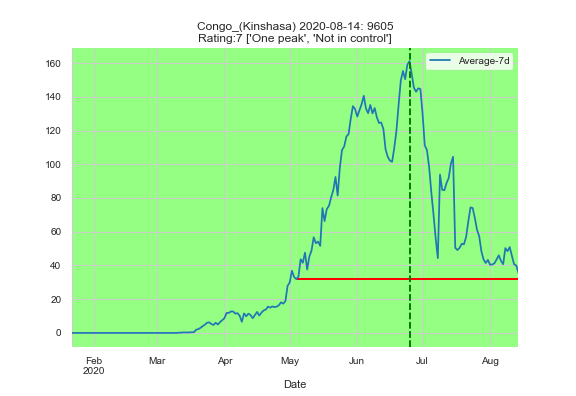 Congo_(Kinshasa) 2020-08-14: 9605
Rating:7 ['One peak', 'Not in control']
Average-7d
160
140
120
100
80
60
40
20
0
Feb
2020
Mar
Apr
May
Jun
Jul
Aug
Date